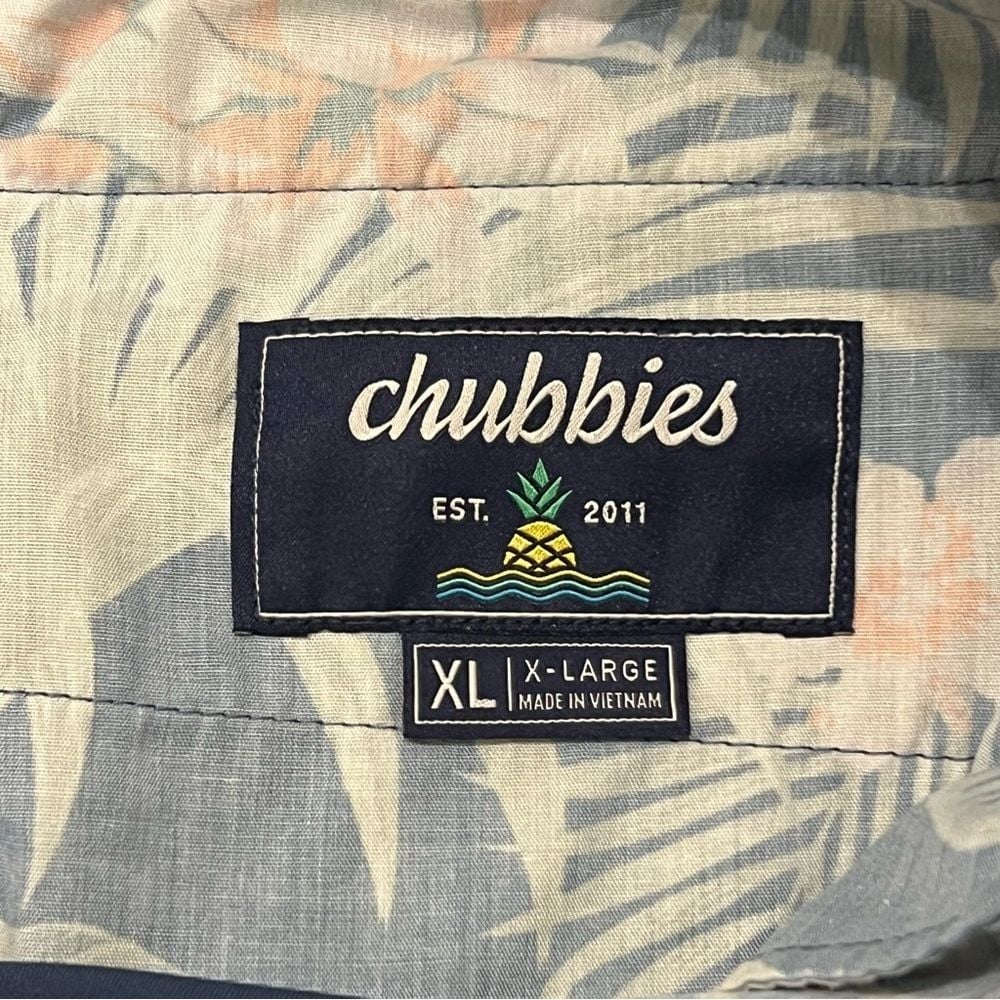 chubbies
EST. 2011
XL | X-LARGE
MADE IN VIETNAM